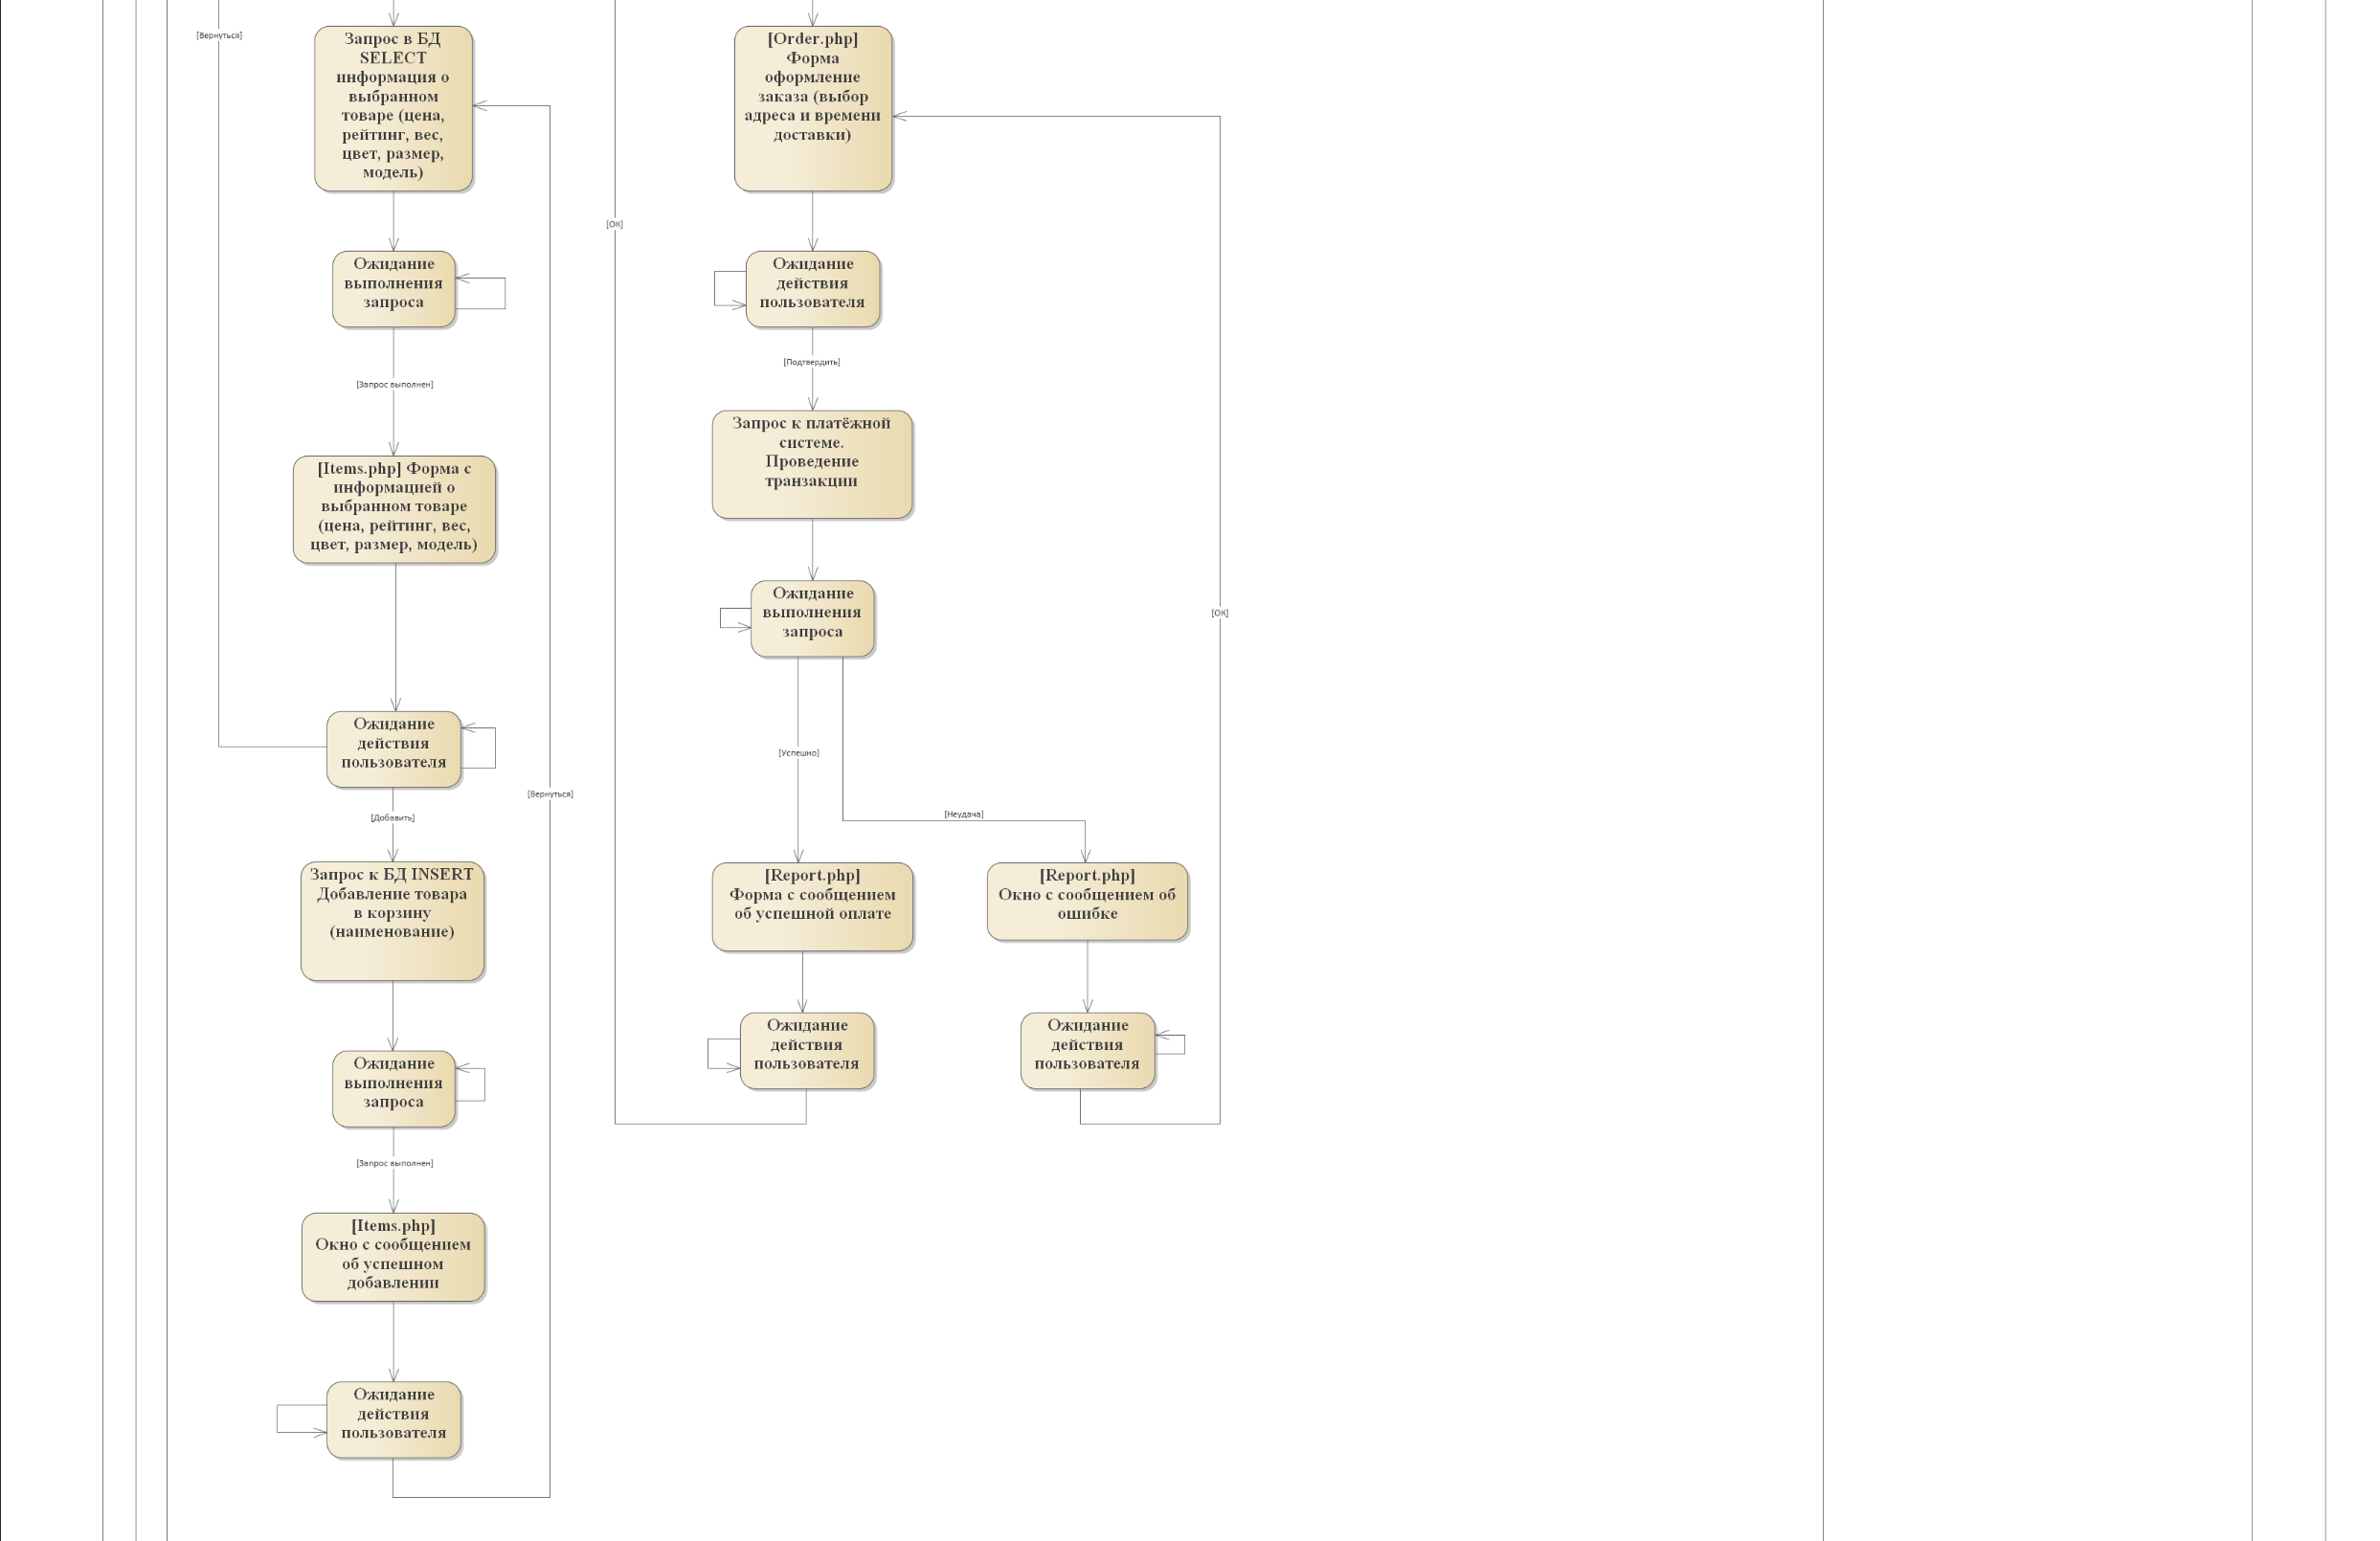 [Вернуться]
Запрос в БД
SELECT
информация о
выбранном
товаре (цена,
рейтинг, вес,
цвет, размер,
модель)
Ожидание
выполнения
запроса
[Запрос выполнен]
[Items.php] Форма с
информацией о
выбранном товаре
(цена, рейтинг, вес,
цвет, размер, модель)
Ожидание
действия
пользователя
[Добавить]
Запрос к БД INSERT
Добавление товара
в корзину
(наименование)
Ожидание
выполнения
запроса
[Запрос выполнен]
[Items.php]
Окно с сообщением
об успешном
добавлении
Ожидание
действия
пользователя
[Вернуться]
[ОК]
[Order.php]
Форма
оформление
заказа (выбор
адреса и времени
доставки)
Ожидание
действия
пользователя
[Подтвердить]
Запрос к платёжной
системе.
Проведение
транзакции
Ожидание
выполнения
запроса
[Успешно]
[Неудача]
[Report.php]
Форма с сообщением
об успешной оплате
Ожидание
действия
пользователя
[Report.php]
Окно с сообщением об
ошибке
Ожидание
действия
пользователя
[ОК]